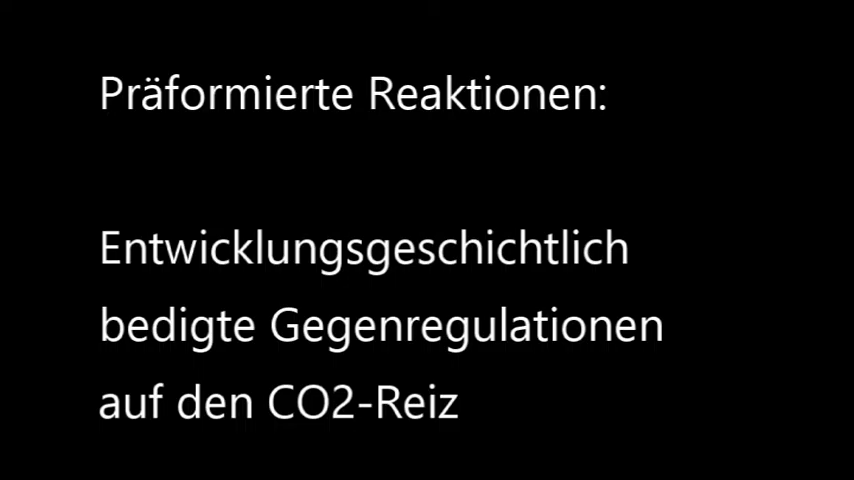 Präformierte Reaktionen:
Entwicklungsgeschichtlich
bedigte Gegenregulationen
auf den CO2-Reiz